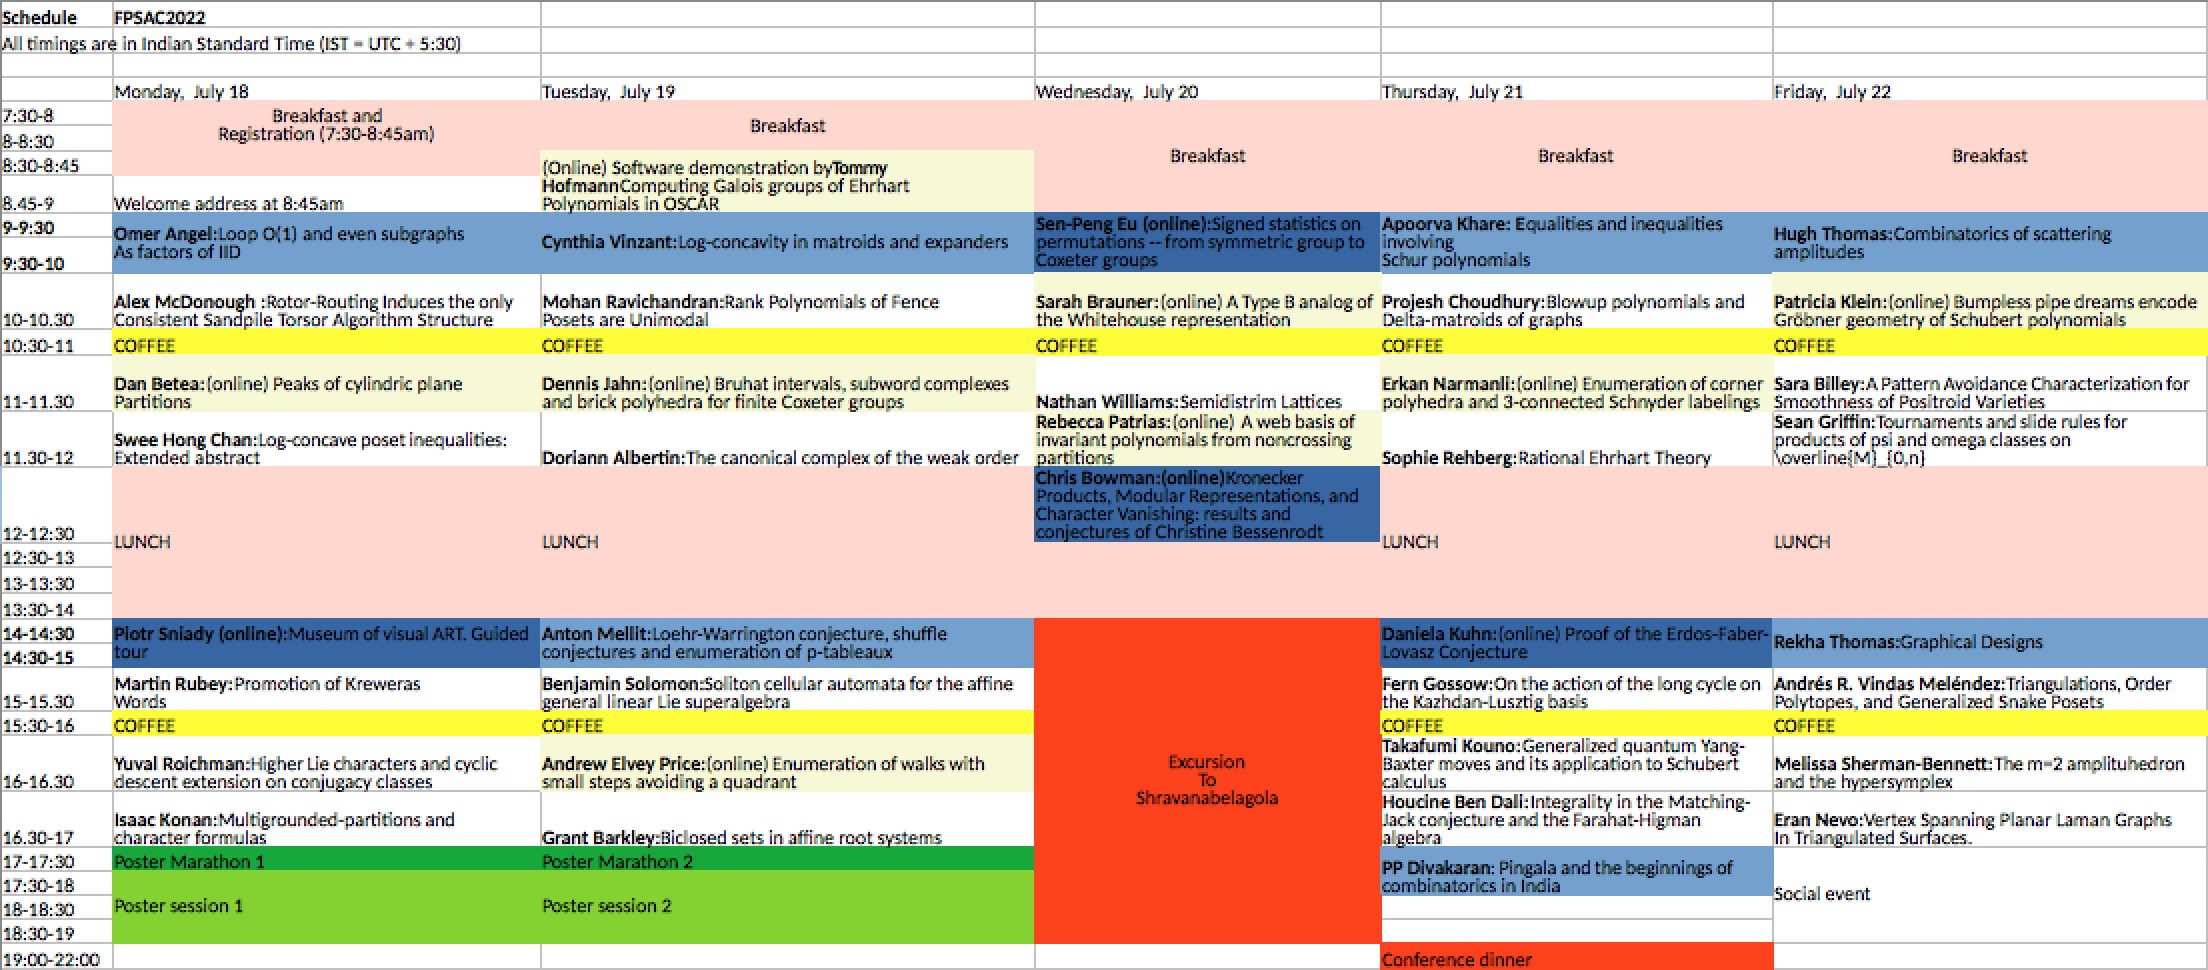 Schedule FPSAC2022
All timings are in Indian Standard Time (IST = UTC + 5:30)
Monday, July 18 Tuesday, July 19 Wednesday, July 20 Thursday, July 21 Friday, July 22
7:30-8
8-8:30
8:30-8:45
8.45-9
Breakfast and
Registration (7:30-8:45am)
Welcome address at 8:45am
Breakfast
(Online) Software demonstration byTommy
HofmannComputing Galois groups of Ehrhart
Polynomials in OSCAR
Breakfast
Breakfast
Breakfast
9-9:30
9:30-10
Omer Angel:Loop O(1) and even subgraphs
As factors of IID
Cynthia Vinzant:Log-concavity in matroids and expanders
Sen-Peng Eu (online):Signed statistics on
permutations -- from symmetric group to
Coxeter groups
Apoorva Khare: Equalities and inequalities
involving
Schur polynomials
Hugh Thomas:Combinatorics of scattering
amplitudes
10-10.30
Alex McDonough :Rotor-Routing Induces the only
Consistent Sandpile Torsor Algorithm Structure
Mohan Ravichandran:Rank Polynomials of Fence
Posets are Unimodal
Sarah Brauner:(online) A Type B analog of
the Whitehouse representation
Projesh Choudhury:Blowup polynomials and
Delta-matroids of graphs
Patricia Klein:(online) Bumpless pipe dreams encode
Gröbner geometry of Schubert polynomials
10:30-11 COFFEE COFFEE COFFEE COFFEE COFFEE
11-11.30
Dan Betea:(online) Peaks of cylindric plane
Partitions
Dennis Jahn:(online) Bruhat intervals, subword complexes
and brick polyhedra for finite Coxeter groups
Nathan Williams:Semidistrim Lattices
Erkan Narmanli:(online) Enumeration of corner
polyhedra and 3-connected Schnyder labelings
Sara Billey:A Pattern Avoidance Characterization for
Smoothness of Positroid Varieties
11.30-12
Swee Hong Chan:Log-concave poset inequalities:
Extended abstract
Doriann Albertin:The canonical complex of the weak order
Rebecca Patrias:(online) A web basis of
invariant polynomials from noncrossing
partitions
Sophie Rehberg:Rational Ehrhart Theory
Sean Griffin:Tournaments and slide rules for
products of psi and omega classes on
\overline{M}_{0,n}
12-12:30
12:30-13
13-13:30
13:30-14
LUNCH
LUNCH
Chris Bowman:(online)Kronecker
Products, Modular Representations, and
Character Vanishing: results and
conjectures of Christine Bessenrodt
LUNCH
LUNCH
14-14:30
14:30-15
Piotr Sniady (online):Museum of visual ART. Guided
tour
Anton Mellit:Loehr-Warrington conjecture, shuffle
conjectures and enumeration of p-tableaux
Daniela Kuhn:(online) Proof of the Erdos-Faber-
Lovasz Conjecture
Rekha Thomas:Graphical Designs
15-15.30
Martin Rubey:Promotion of Kreweras
Words
Benjamin Solomon:Soliton cellular automata for the affine
general linear Lie superalgebra
Fern Gossow:On the action of the long cycle on
the Kazhdan-Lusztig basis
Andrés R. Vindas Meléndez:Triangulations, Order
Polytopes, and Generalized Snake Posets
15:30-16 COFFEE COFFEE COFFEE COFFEE
16-16.30
Yuval Roichman:Higher Lie characters and cyclic
descent extension on conjugacy classes
Andrew Elvey Price:(online) Enumeration of walks with
small steps avoiding a quadrant
Excursion
To
Shravanabelagola
Takafumi Kouno:Generalized quantum Yang-
Baxter moves and its application to Schubert
calculus
Melissa Sherman-Bennett:The m=2 amplituhedron
and the hypersymplex
16.30-17
Isaac Konan:Multigrounded-partitions and
character formulas
Grant Barkley:Biclosed sets in affine root systems
Houcine Ben Dali:Integrality in the Matching-
Jack conjecture and the Farahat-Higman
algebra
Eran Nevo:Vertex Spanning Planar Laman Graphs
In Triangulated Surfaces.
17-17:30 Poster Marathon 1 Poster Marathon 2
17:30-18
18-18:30
18:30-19
Poster session 1
Poster session 2
PP Divakaran: Pingala and the beginnings of
combinatorics in India
Social event
19:00-22:00 Conference dinner